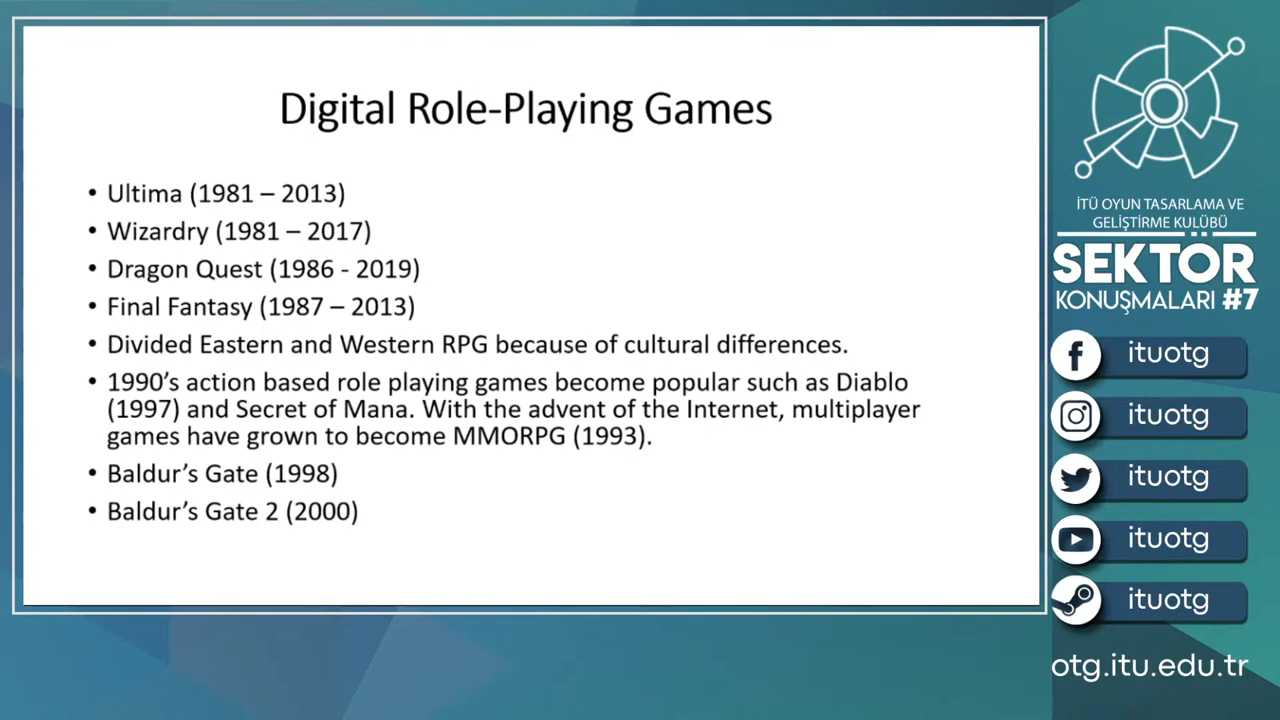 Digital Role-Playing Games
• Ultima (1981 – 2013)
• Wizardry (1981 – 2017)
• Dragon Quest (1986 - 2019)
• Final Fantasy (1987 – 2013)
• Divided Eastern and Western RPG because of cultural differences.
• 1990’s action based role playing games become popular such as Diablo
(1997) and Secret of Mana. With the advent of the Internet, multiplayer
games have grown to become MMORPG (1993).
• Baldur’s Gate (1998)
• Baldur’s Gate 2 (2000)
İTÜ OYUN TASARLAMA VE
GELİŞTİRME KULÜBÜ
SEKTÖR
KONUŞMALARI #7
ituotg
ituotg
ituotg
ituotg
ituotg
otg.itu.edu.tr